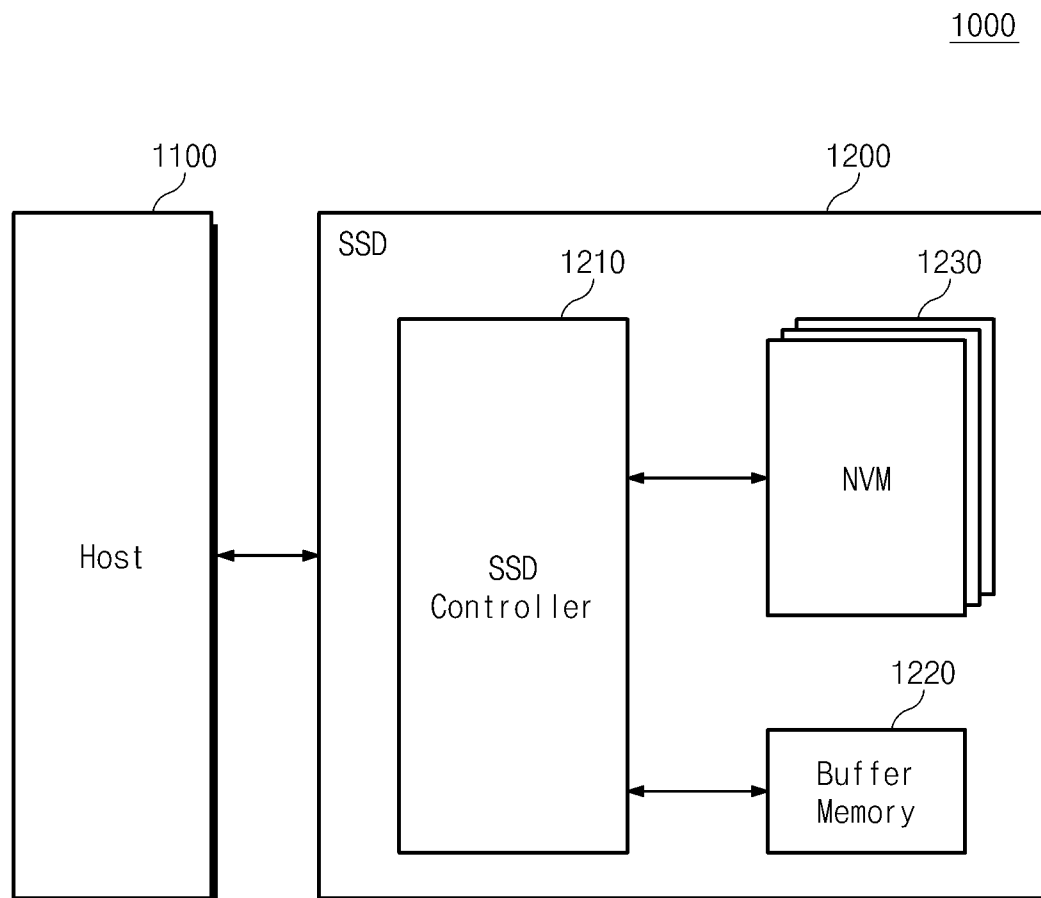 1000
1100
1200
SSD
1210
1230
NVM
Host
SSD
Controller
1220
Buffer
Memory